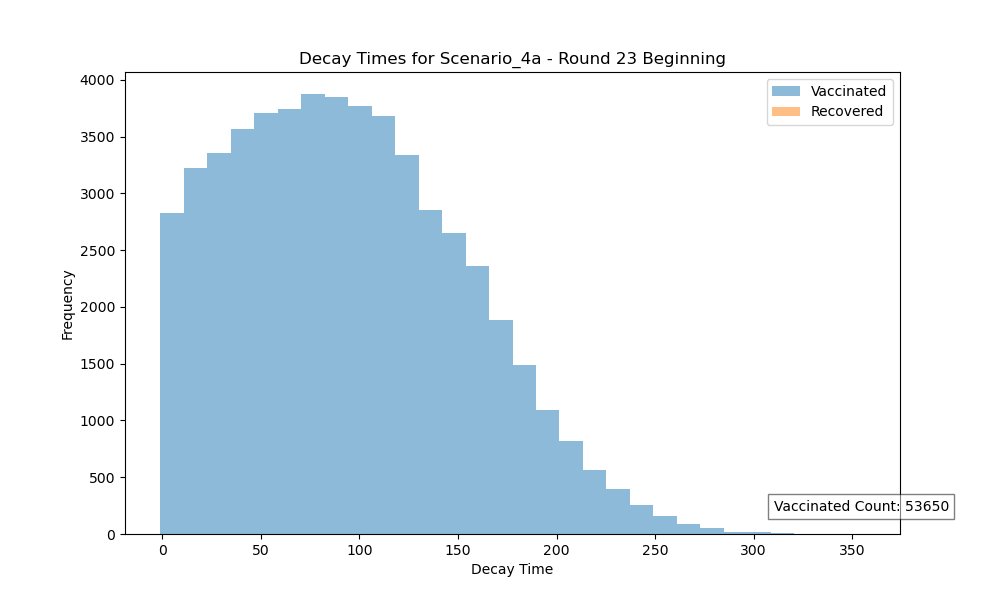 Decay Times for Scenario_4a - Round 23 Beginning
Vaccinated
Recovered
4000
3500
3000
2500
2000
1500
1000
500
0
Frequency
Vaccinated Count: 53650
0 50 100 150 200 250 300 350
Decay Time